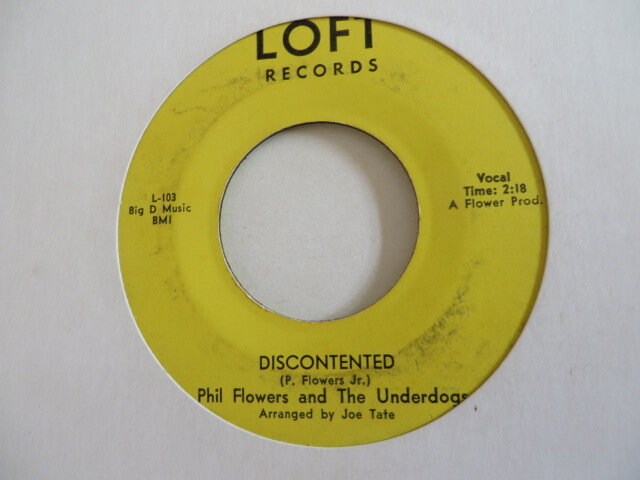 LOFT
RECORDS
L-103
Big D Music
BMI
Vocal
Time: 2:18
A Flower Prod.
DISCONTENTED
(P. Flowers Jr.)
Phil Flowers and The Underdogs
Arranged by Joe Tate